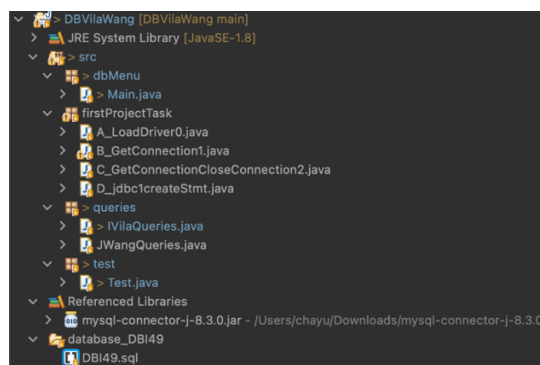 > DBVilaWang [DBVilaWang main]
> JRE System Library [JavaSE-1.8]
> src
> dbMenu
> > Main.java
firstProjectTask
> A_LoadDriver0.java
> B_GetConnection1.java
> C_GetConnectionCloseConnection2.java
> D_jdbc1createStmt.java
> queries
> > IVilaQueries.java
> JWangQueries.java
> test
> > Test.java
Referenced Libraries
> mysql-connector-j-8.3.0.jar - /Users/chayu/Downloads/mysql-connector-j-8.3.0
database_DBI49
DBI49.sql